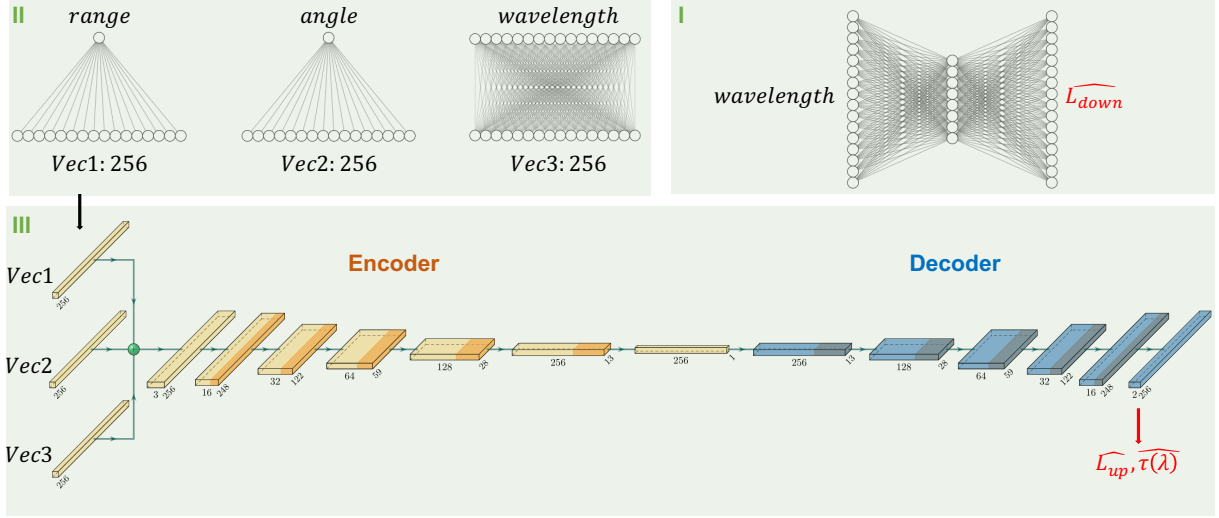 II
range
angle
wavelength
Vec1: 256
Vec2: 256
Vec3: 256
I
wavelength
L_down
III
Encoder
Decoder
Vec1
256
Vec2
256
Vec3
256
3 256
16 248
32 122
64 59
128 28
256 13
256 1
256 13
128 28
64 59
32 122
16 248
2 256
L_up, τ(λ)